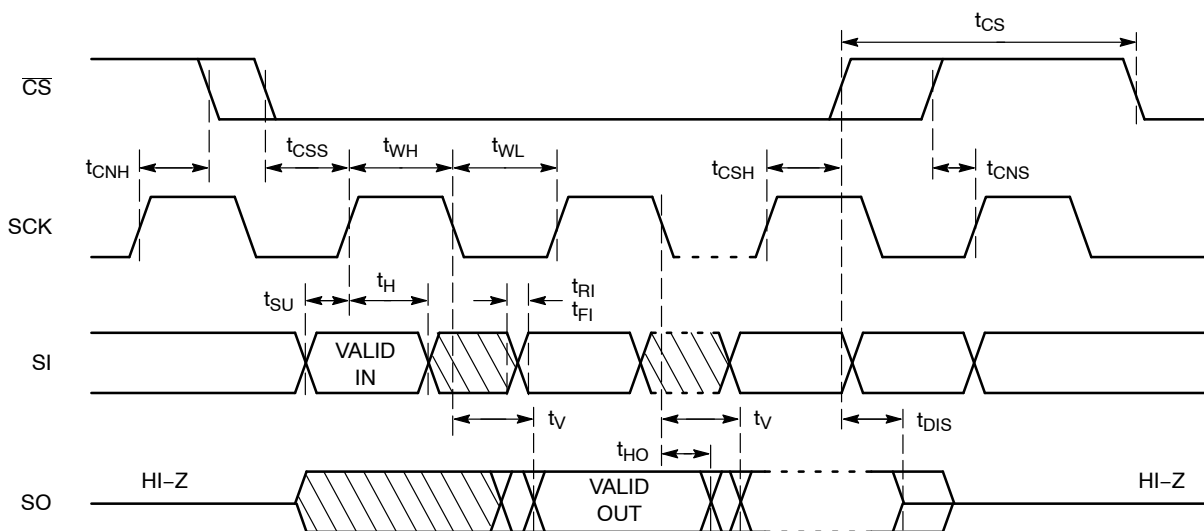 tCS
CS
tCNH
tCSS
tWH
tWL
tCSH
tCNS
SCK
tSU
tH
tRI
tFI
SI
VALID
IN
tV
tV
tDIS
tHO
HI–Z
HI–Z
SO
VALID
OUT